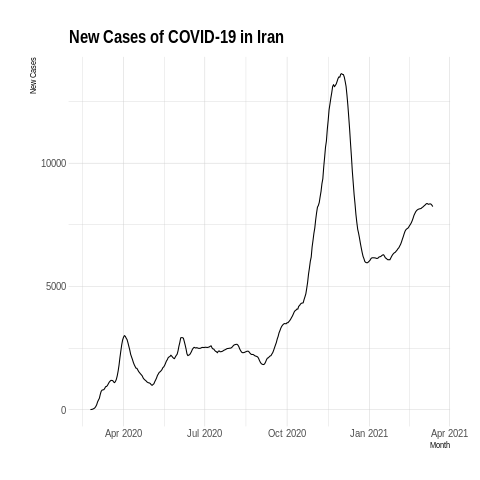 New Cases of COVID-19 in Iran
New Cases
10000
5000
0
Apr 2020 Jul 2020 Oct 2020 Jan 2021 Apr 2021
Month